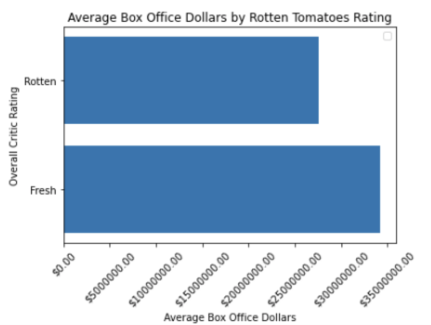 Average Box Office Dollars by Rotten Tomatoes Rating
Overall Critic Rating
Rotten
Fresh
$0.00
$5000000.00
$10000000.00
$15000000.00
$20000000.00
$25000000.00
$30000000.00
$35000000.00
Average Box Office Dollars